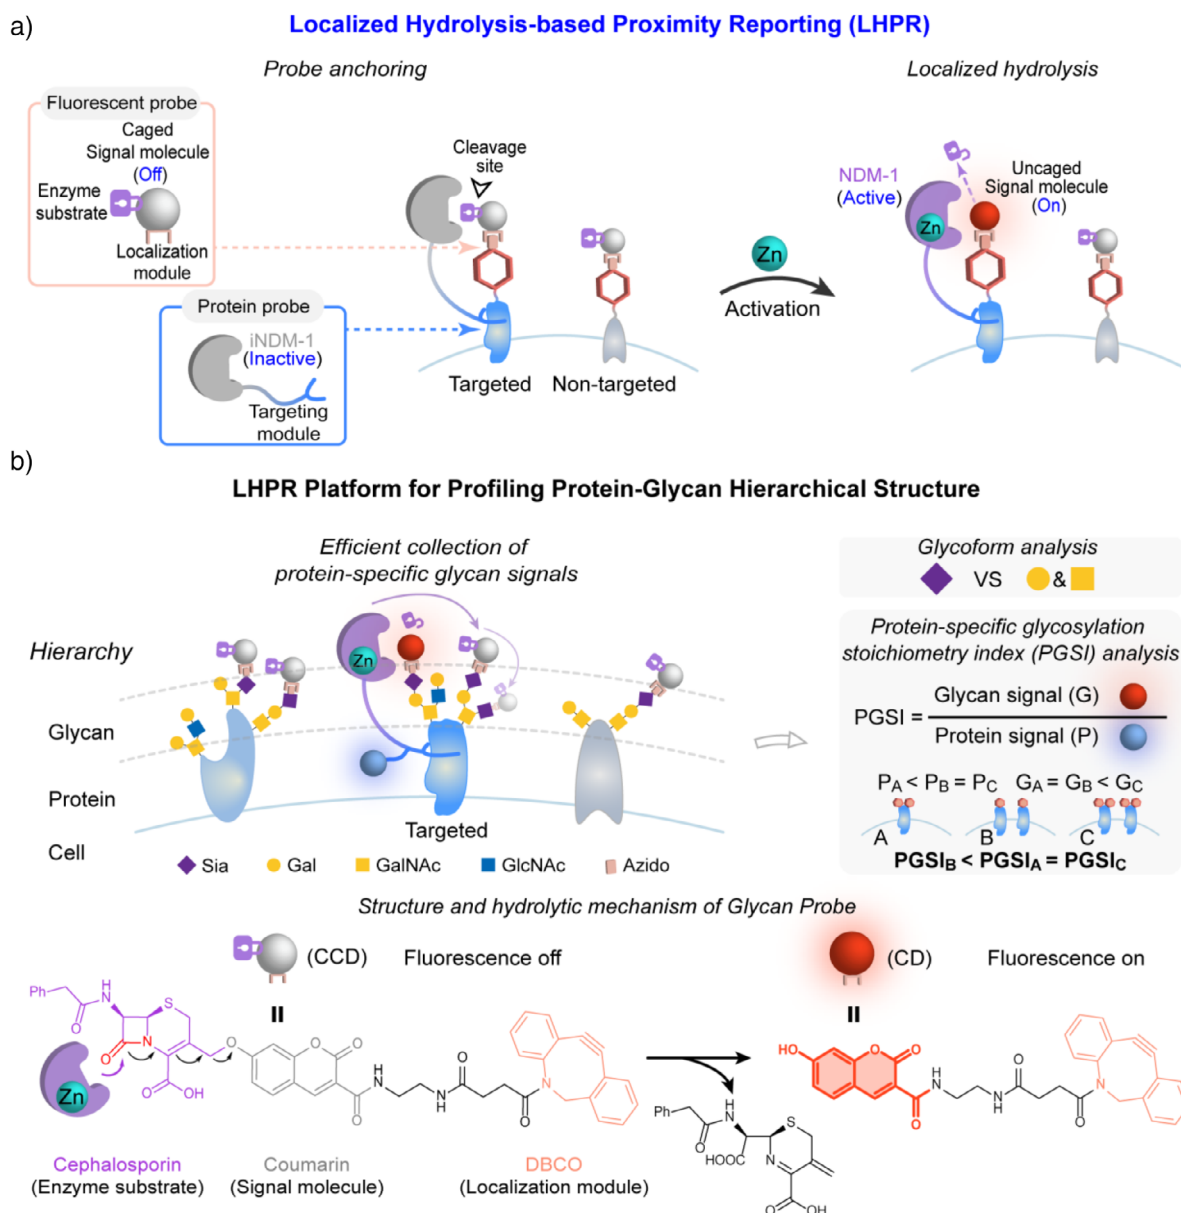 a)
Localized Hydrolysis-based Proximity Reporting (LHPR)
Probe anchoring
Localized hydrolysis
Fluorescent probe
Caged
Signal molecule
(Off)
Enzyme
substrate
Localization
module
Cleavage
site
Protein probe
iNDM-1
(Inactive)
Targeting
module
Targeted
Non-targeted
Zn
Activation
NDM-1
(Active)
Zn
Uncaged
Signal molecule
(On)
b)
LHPR Platform for Profiling Protein-Glycan Hierarchical Structure
Efficient collection of
protein-specific glycan signals
Hierarchy
Glycan
Protein
Cell
Zn
Targeted
Sia
Gal
GalNAc
GlcNAc
Azido
Glycoform analysis
VS
&
Protein-specific glycosylation
stoichiometry index (PGSI) analysis
PGSI =
Glycan signal (G)
Protein signal (P)
PA < PB = PC GA = GB < GC
A
B
C
PGSIB < PGSIA = PGSIC
Structure and hydrolytic mechanism of Glycan Probe
(CCD)
Fluorescence off
(CD)
Fluorescence on
=
=
Ph
H
N
O
S
O
N
O
OH
O
O
O
O
H
N
N
H
O
O
N
Zn
Cephalosporin
(Enzyme substrate)
Coumarin
(Signal molecule)
DBCO
(Localization module)
Ph
O
H
N
S
HOOC
N
O
OH
HO
O
O
O
H
N
N
H
O
O
N